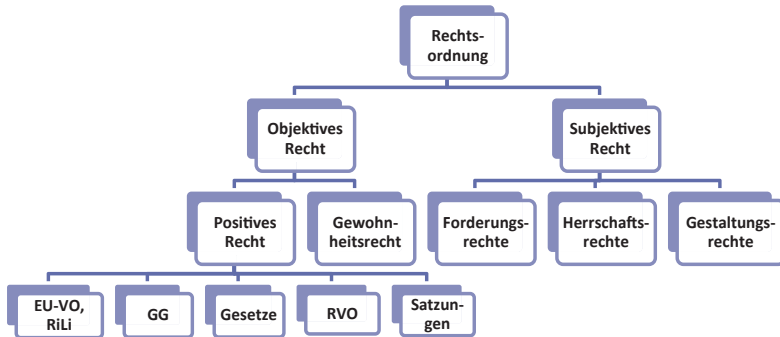 Rechts-
ordnung
Objektives
Recht
Subjektives
Recht
Positives
Recht
Gewohn-
heitsrecht
Forderungs-
rechte
Herrschafts-
rechte
Gestaltungs-
rechte
EU-VO,
RiLi
GG
Gesetze
RVO
Satzun-
gen